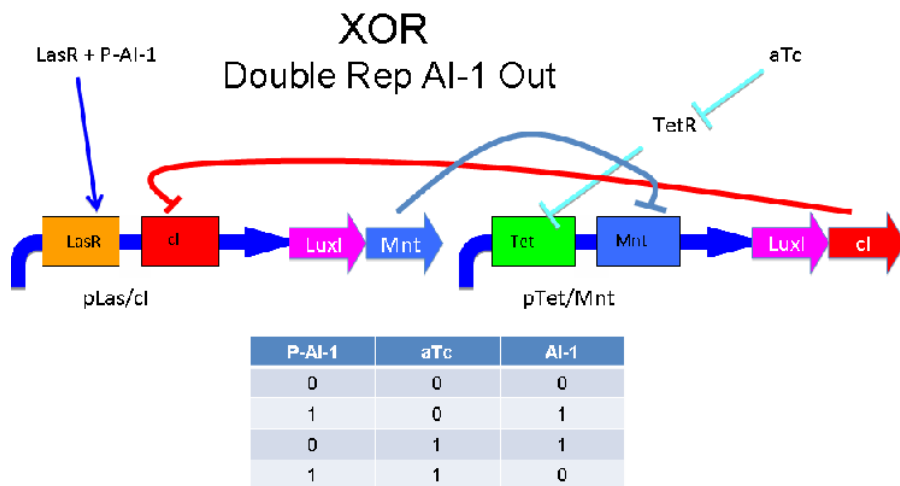 XOR
Double Rep AI-1 Out
LasR + P-AI-1
aTc
TetR
LasR
cI
LuxI
Mnt
Tet
Mnt
LuxI
cI
pLas/cI
pTet/Mnt
P-AI-1 aTc AI-1
0 0 0
1 0 1
0 1 1
1 1 0